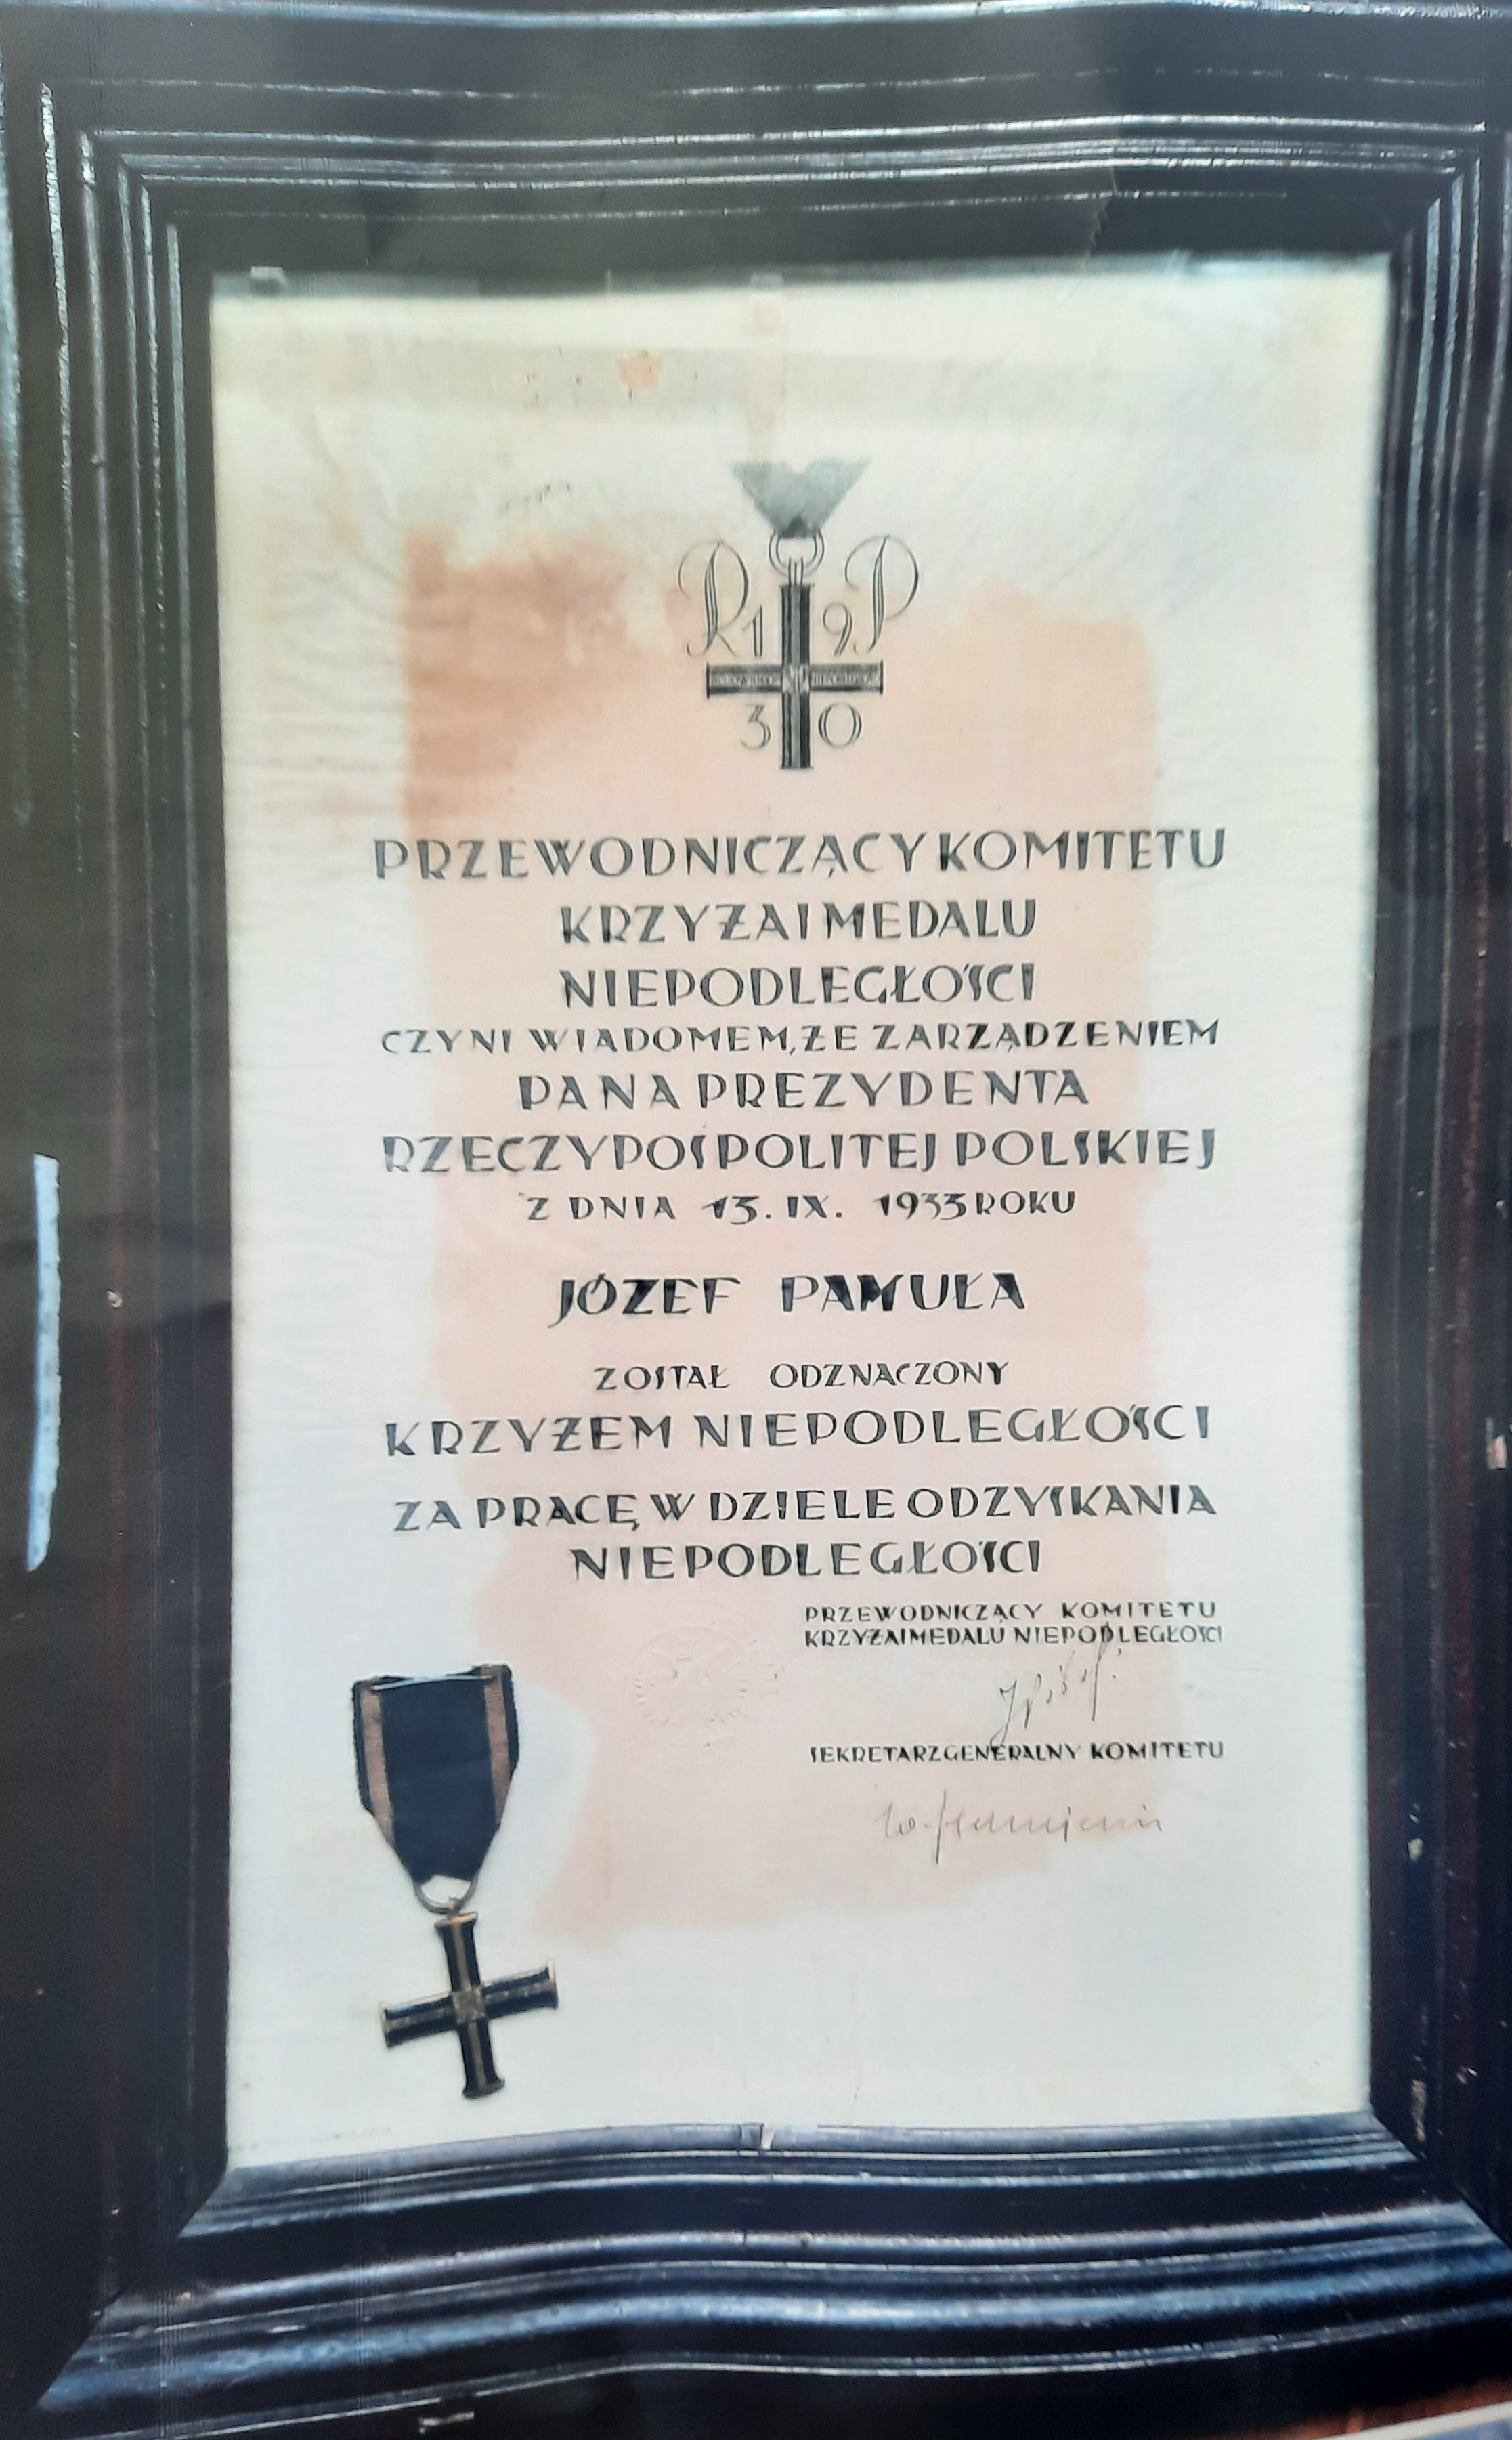 R 19 P
30
PRZEWODNICZĄCY KOMITETU
KRZYŻA I MEDALU
NIEPODLEGŁOŚCI
CZYNI WIADOMEM, ŻE ZARZĄDZENIEM
PANA PREZYDENTA
RZECZYPOSPOLITEJ POLSKIEJ
Z DNIA 13. IX. 1933 ROKU
JÓZEF PAMUŁA
ZOSTAŁ ODZNACZONY
KRZYŻEM NIEPODLEGŁOŚCI
ZA PRACĘ W DZIELE ODZYSKANIA
NIEPODLEGŁOŚCI
PRZEWODNICZĄCY KOMITETU
KRZYŻA I MEDALU NIEPODLEGŁOŚCI
SEKRETARZ GENERALNY KOMITETU